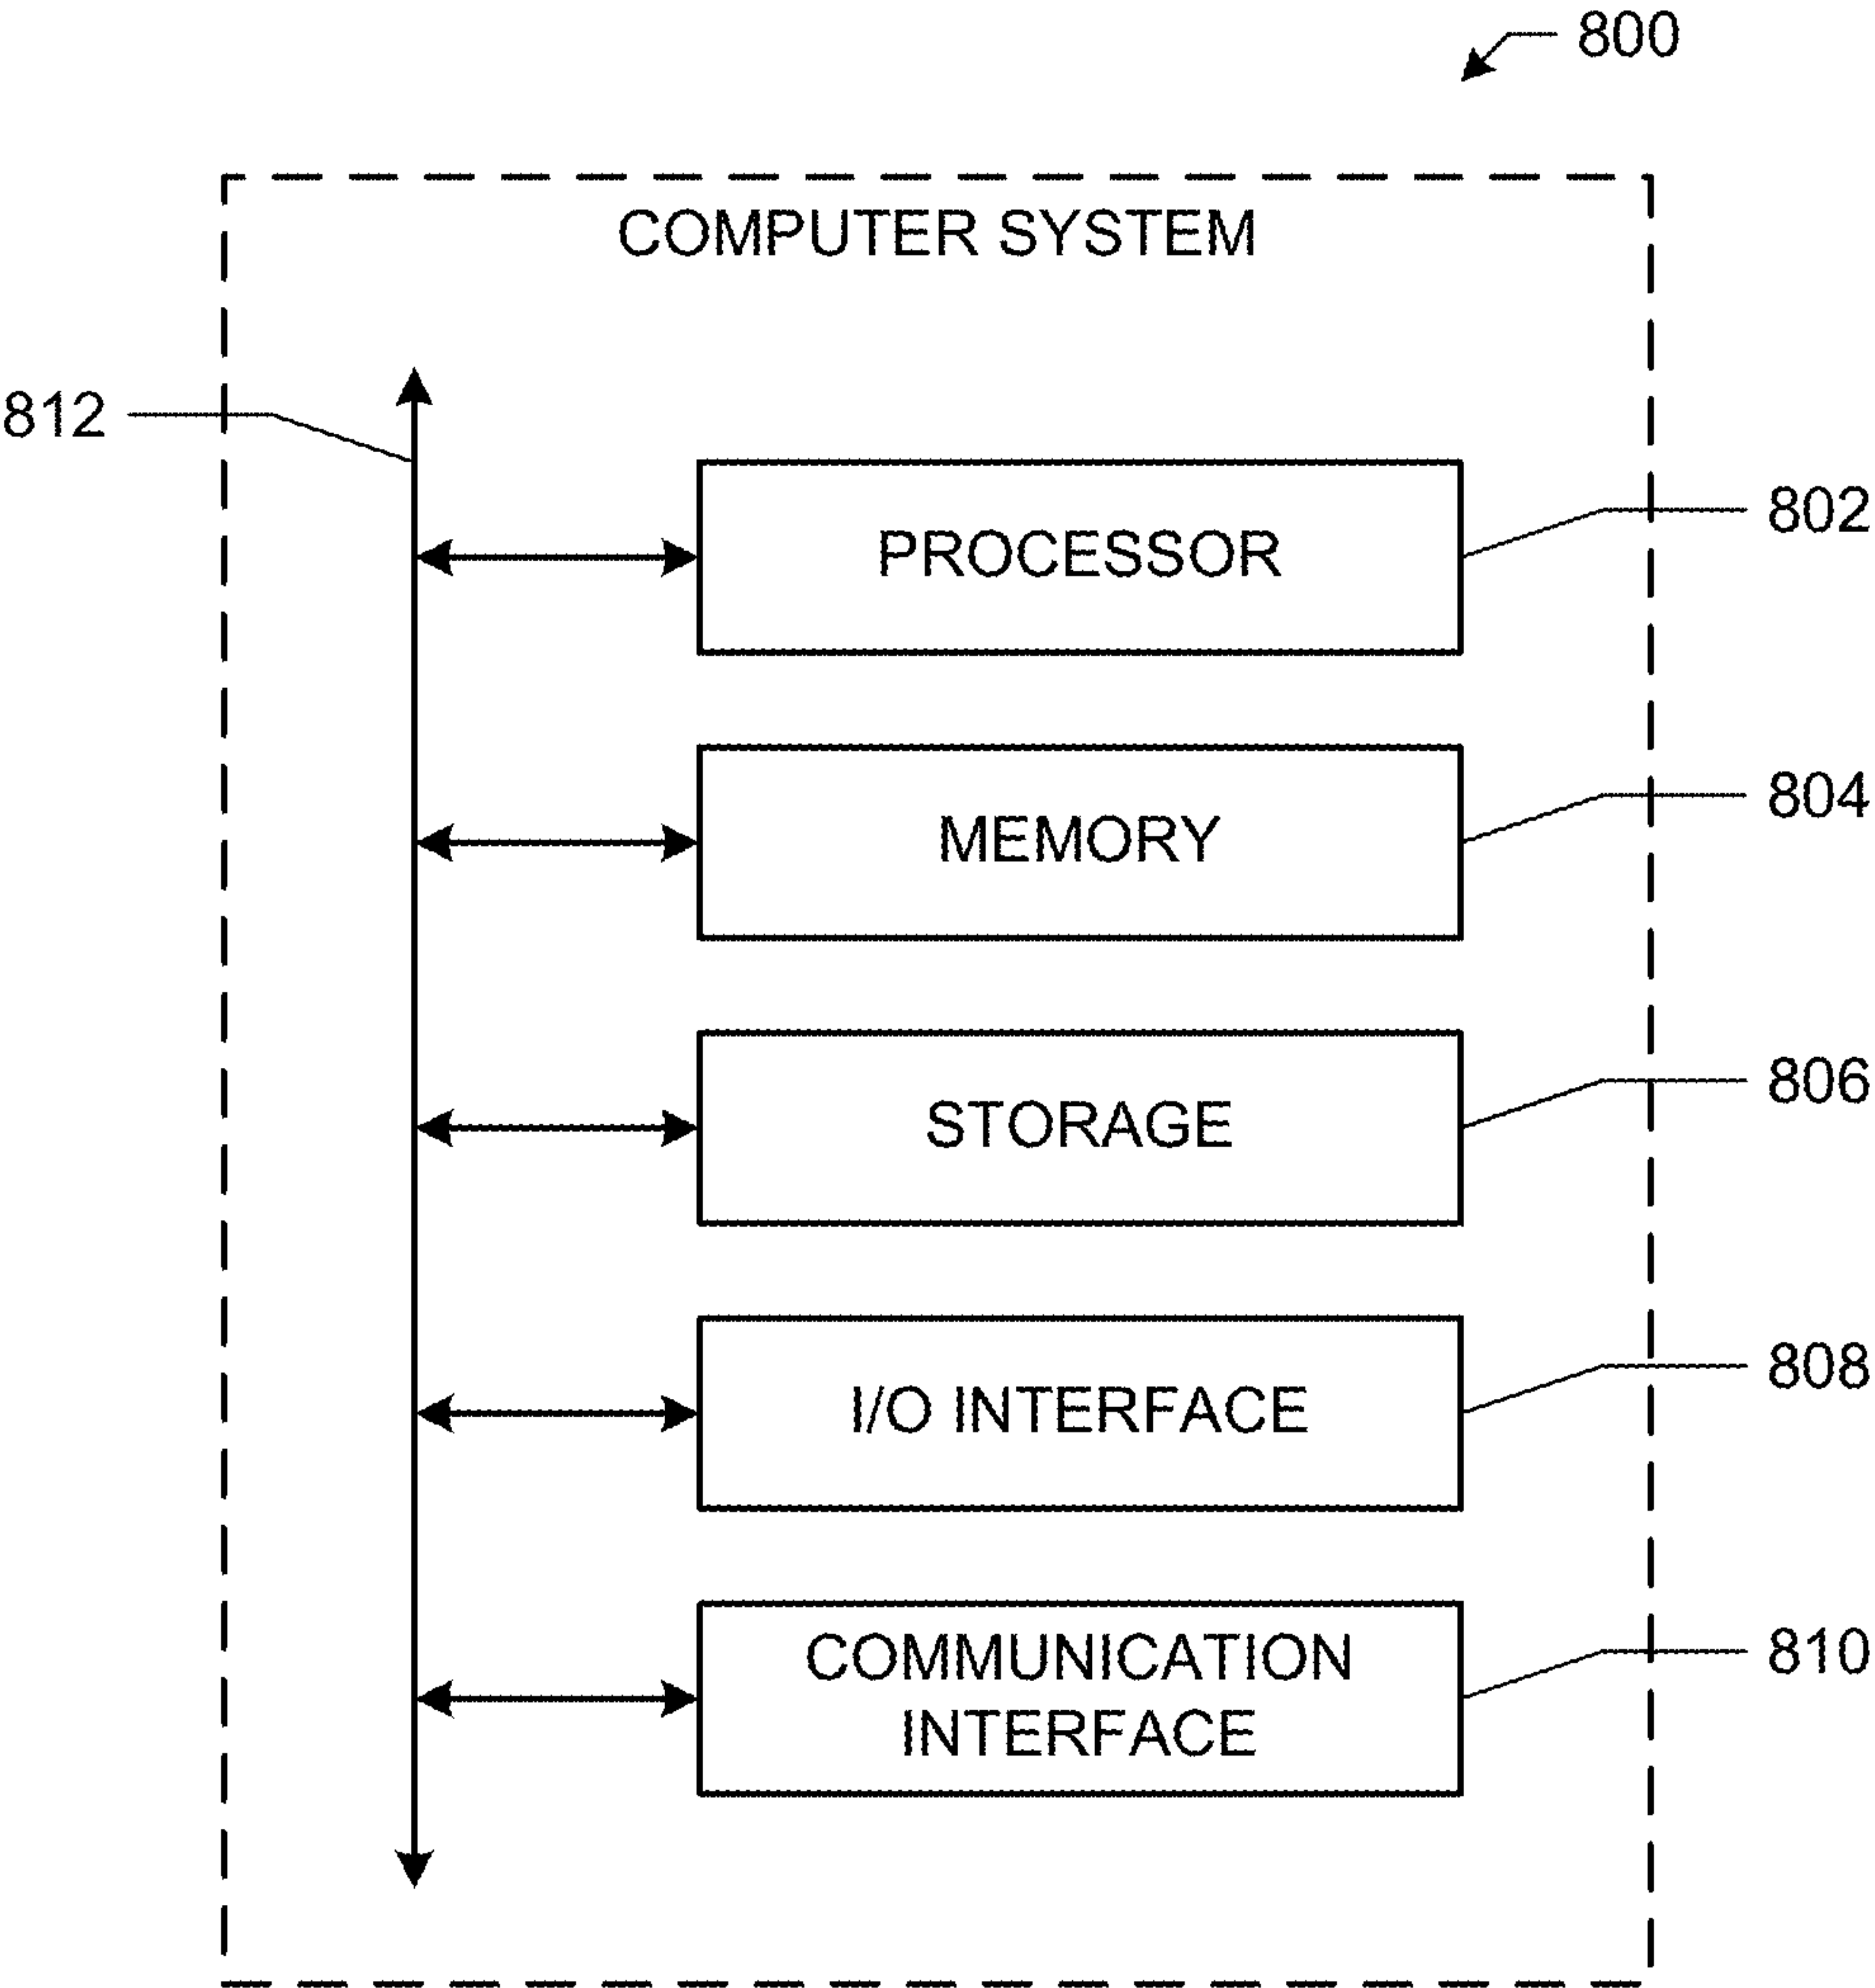 800
COMPUTER SYSTEM
812
PROCESSOR
802
MEMORY
804
STORAGE
806
I/O INTERFACE
808
COMMUNICATION
INTERFACE
810